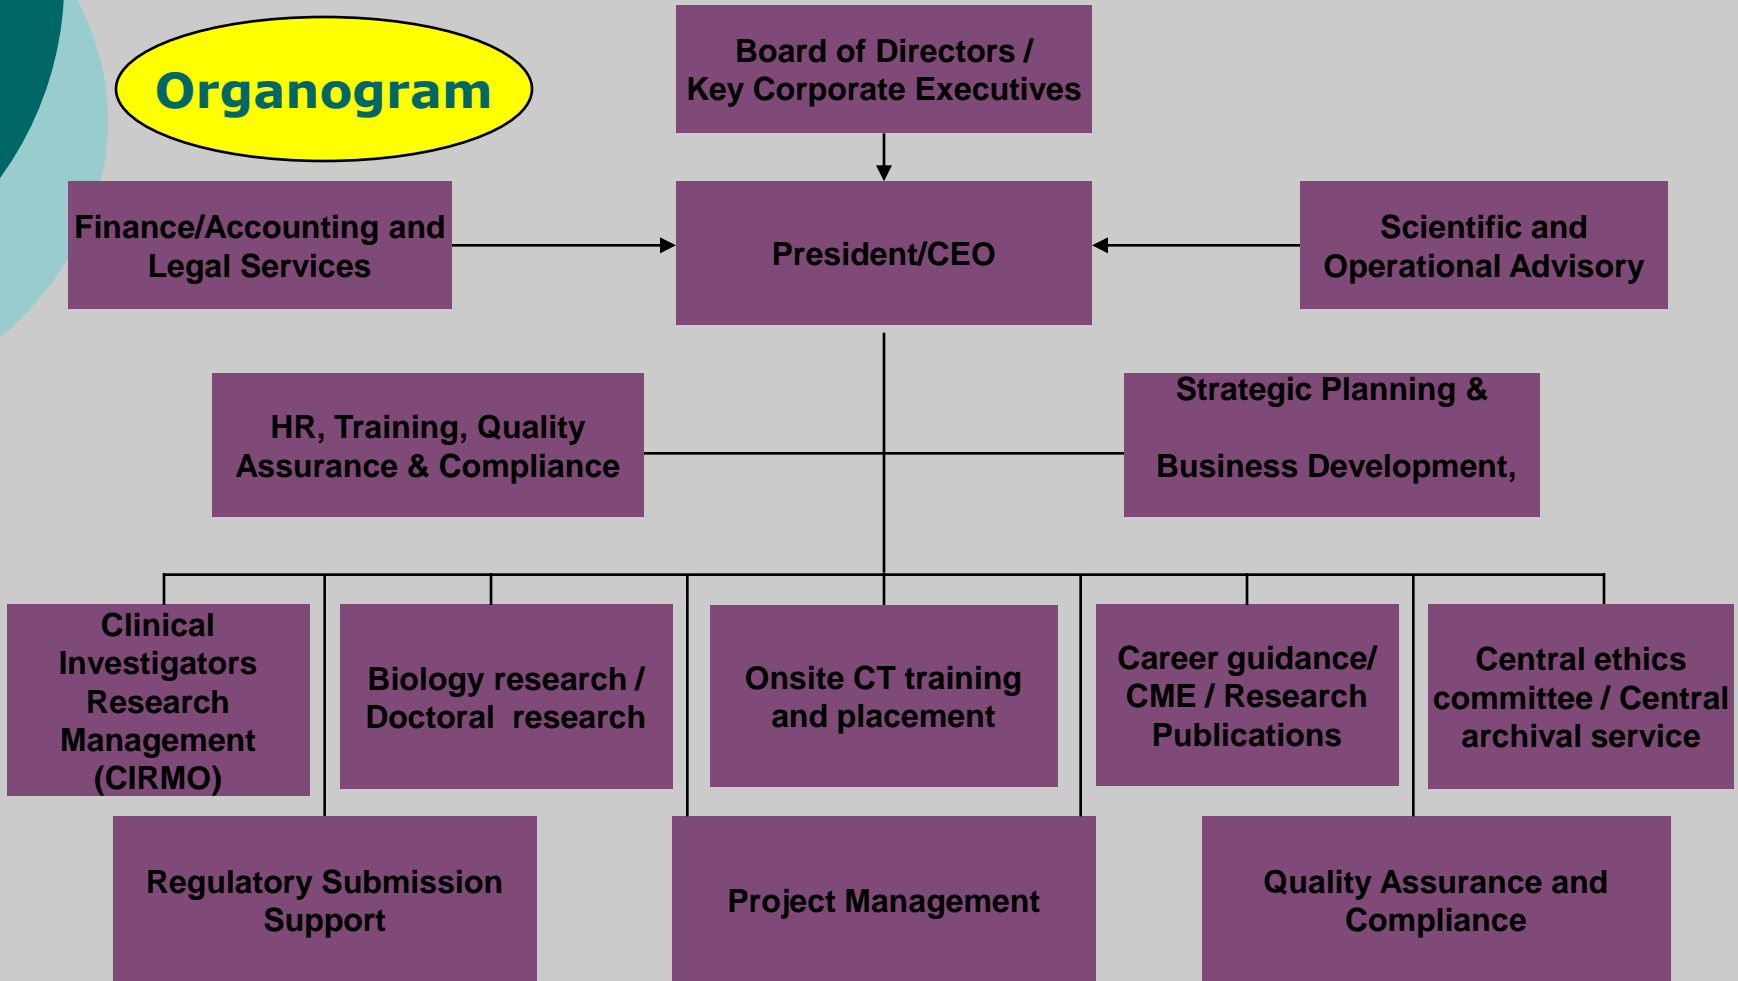 Organogram
Board of Directors /
Key Corporate Executives
Finance/Accounting and
Legal Services
President/CEO
Scientific and
Operational Advisory
HR, Training, Quality
Assurance & Compliance
Strategic Planning &
Business Development,
Clinical
Investigators
Research
Management
(CIRMO)
Biology research /
Doctoral research
Onsite CT training
and placement
Career guidance/
CME / Research
Publications
Central ethics
committee / Central
archival service
Regulatory Submission
Support
Project Management
Quality Assurance and
Compliance